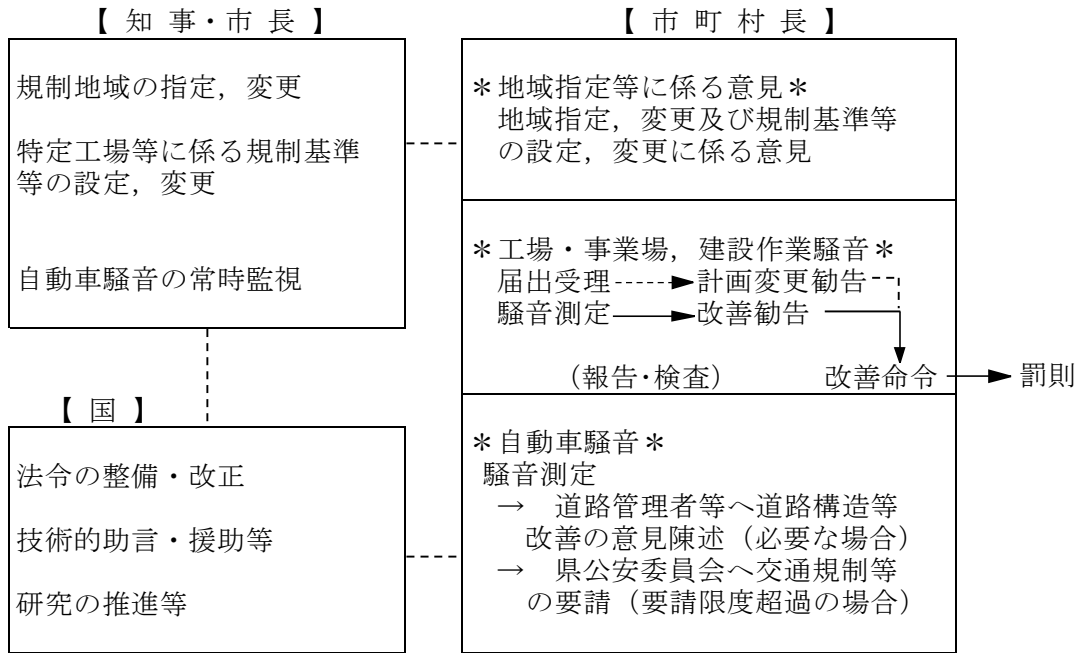 【 知 事・市 長 】
規制地域の指定，変更
特定工場等に係る規制基準
等の設定，変更
自動車騒音の常時監視
【 国 】
法令の整備・改正
技術的助言・援助等
研究の推進等
【 市 町 村 長 】
＊地域指定等に係る意見＊
地域指定，変更及び規制基準等
の設定，変更に係る意見
＊工場・事業場，建設作業騒音＊
届出受理 計画変更勧告
騒音測定 改善勧告
（報告・検査） 改善命令 罰則
＊自動車騒音＊
騒音測定
→ 道路管理者等へ道路構造等
改善の意見陳述（必要な場合）
→ 県公安委員会へ交通規制等
の要請（要請限度超過の場合）